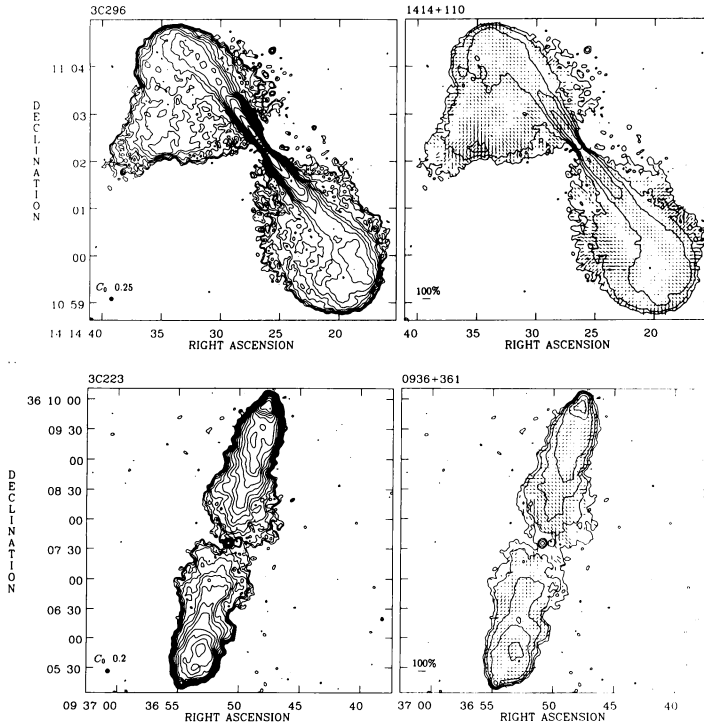 3C296
1414+110
11 04
03
02
01
00
10 59
DECLINATION
C₀ 0.25
100%
14 14 40 35 30 25 20
40 35 30 25 20
RIGHT ASCENSION
RIGHT ASCENSION
3C223
0936+361
36 10 00
09 30
00
08 30
00
07 30
00
06 30
00
05 30
DECLINATION
C₀ 0.2
100%
09 37 00 36 55 50 45 40
37 00 36 55 50 45 40
RIGHT ASCENSION
RIGHT ASCENSION